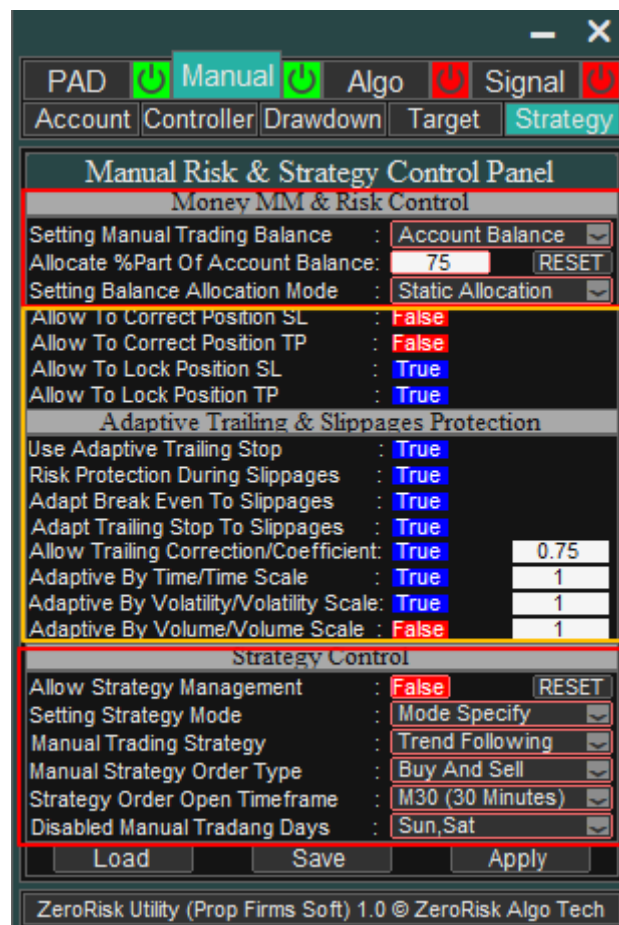 PAD Manual Algo Signal
Account Controller Drawdown Target Strategy
Manual Risk & Strategy Control Panel
Money MM & Risk Control
Setting Manual Trading Balance : Account Balance
Allocate %Part Of Account Balance: 75 RESET
Setting Balance Allocation Mode : Static Allocation
Allow To Correct Position SL : False
Allow To Correct Position TP : False
Allow To Lock Position SL : True
Allow To Lock Position TP : True
Adaptive Trailing & Slippages Protection
Use Adaptive Trailing Stop : True
Risk Protection During Slippages : True
Adapt Break Even To Slippages : True
Adapt Trailing Stop To Slippages : True
Allow Trailing Correction/Coefficient: True 0.75
Adaptive By Time/Time Scale : True 1
Adaptive By Volatility/Volatility Scale: True 1
Adaptive By Volume/Volume Scale : False 1
Strategy Control
Allow Strategy Management : False RESET
Setting Strategy Mode : Mode Specify
Manual Trading Strategy : Trend Following
Manual Strategy Order Type : Buy And Sell
Strategy Order Open Timeframe : M30 (30 Minutes)
Disabled Manual Tradang Days : Sun,Sat
Load Save Apply
ZeroRisk Utility (Prop Firms Soft) 1.0 © ZeroRisk Algo Tech